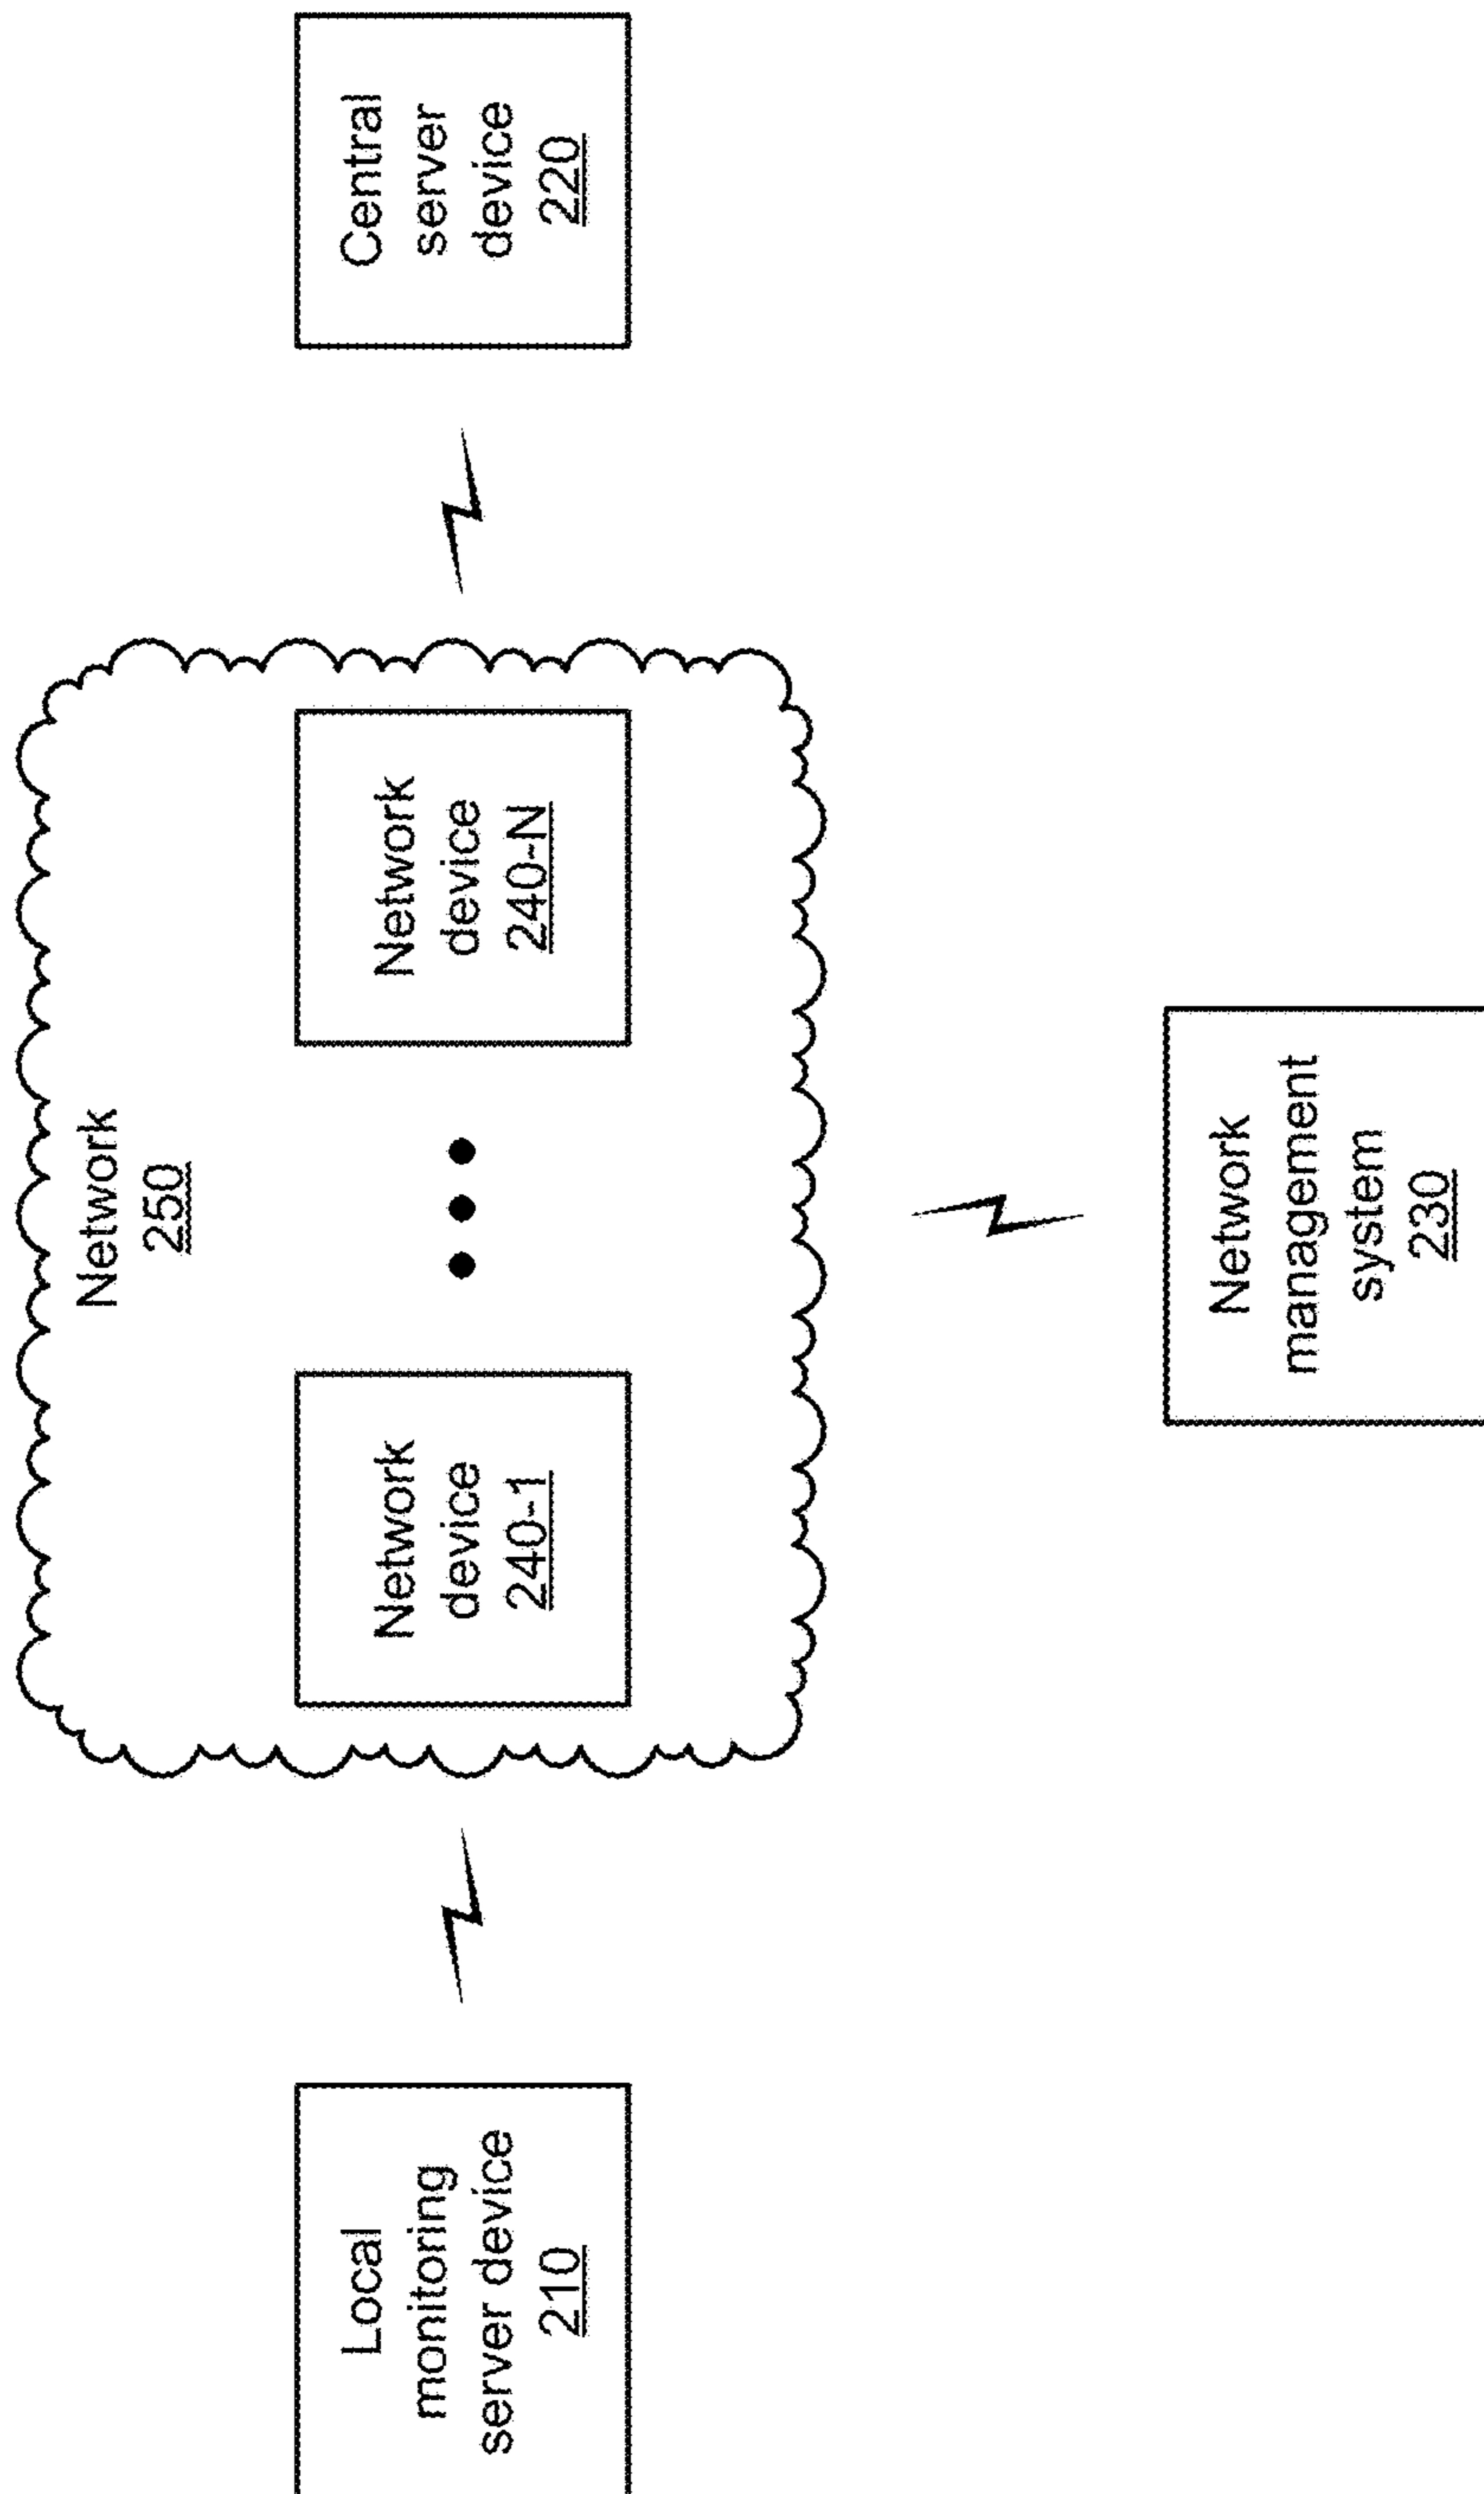 Network
250
Local
monitoring
server device
210
Network
device
240-1
Network
device
240-N
Central
server
device
220
Network
management
system
230